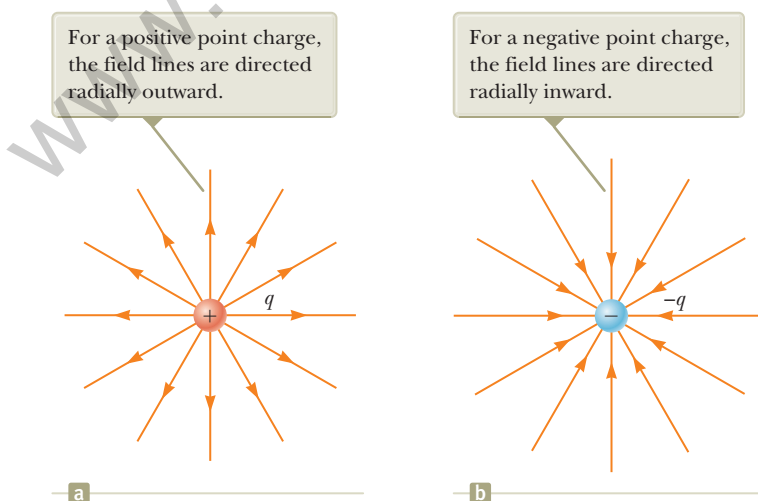 www.
For a positive point charge,
the field lines are directed
radially outward.
q
+
a
For a negative point charge,
the field lines are directed
radially inward.
−q
−
b